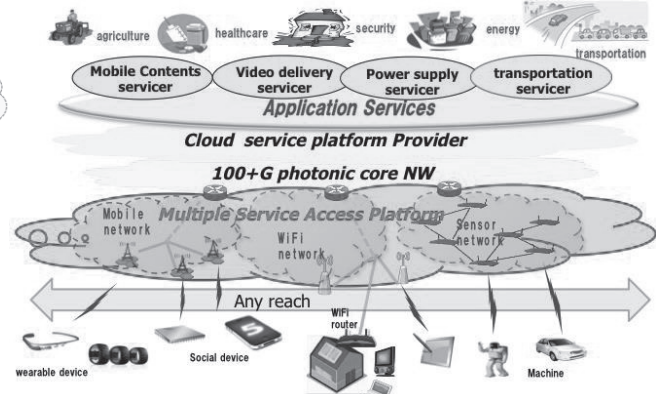 agriculture
healthcare
security
energy
transportation
Mobile Contents
servicer
Video delivery
servicer
Power supply
servicer
transportation
servicer
Application Services
Cloud service platform Provider
100+G photonic core NW
Multiple Service Access Platform
Mobile
network
WiFi
network
Sensor
network
Any reach
WiFi
router
wearable device
Social device
Machine